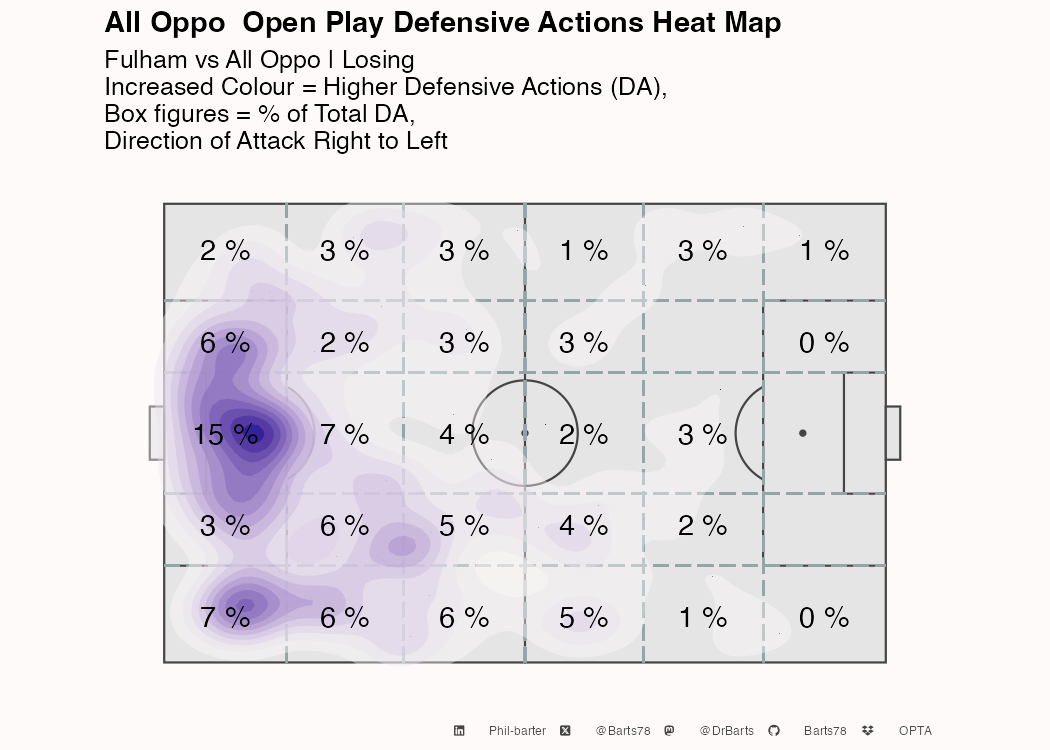 All Oppo  Open Play Defensive Actions Heat Map
Fulham vs All Oppo | Losing
Increased Colour = Higher Defensive Actions (DA),
Box figures = % of Total DA,
Direction of Attack Right to Left
2 % 3 % 3 % 1 % 3 % 1 %
6 % 2 % 3 % 3 % 0 %
15 % 7 % 4 % 2 % 3 %
3 % 6 % 5 % 4 % 2 %
7 % 6 % 6 % 5 % 1 % 0 %
Phil-barter @Barts78 @DrBarts Barts78 OPTA